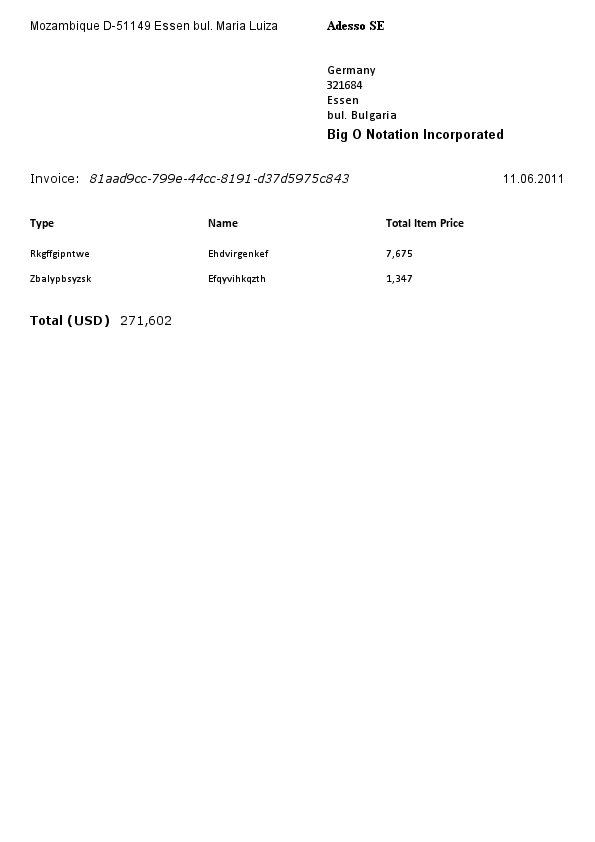 Mozambique D-51149 Essen bul. Maria Luiza
Adesso SE
Germany
321684
Essen
bul. Bulgaria
Big O Notation Incorporated
Invoice: 81aad9cc-799e-44cc-8191-d37d5975c843 11.06.2011
Type Name Total Item Price
Rkgffgipntwe Ehdvirgenkef 7,675
Zbalypbsyzsk Efqyvihkqzth 1,347
Total (USD) 271,602